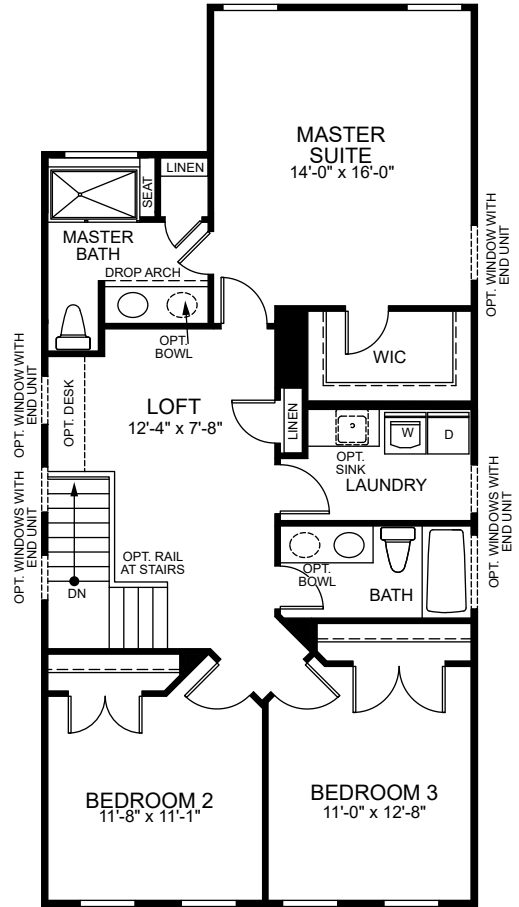 MASTER
SUITE
14'-0" x 16'-0"
LINEN
SEAT
MASTER
BATH
DROP ARCH
OPT.
BOWL
OPT. WINDOW WITH
END UNIT
WIC
OPT. WINDOW WITH
END UNIT
OPT. DESK
LOFT
12'-4" x 7'-8"
LINEN
OPT.
SINK
W
D
LAUNDRY
OPT. WINDOWS WITH
END UNIT
OPT. WINDOWS WITH
END UNIT
OPT. RAIL
AT STAIRS
DN
OPT.
BOWL
BATH
BEDROOM 2
11'-8" x 11'-1"
BEDROOM 3
11'-0" x 12'-8"